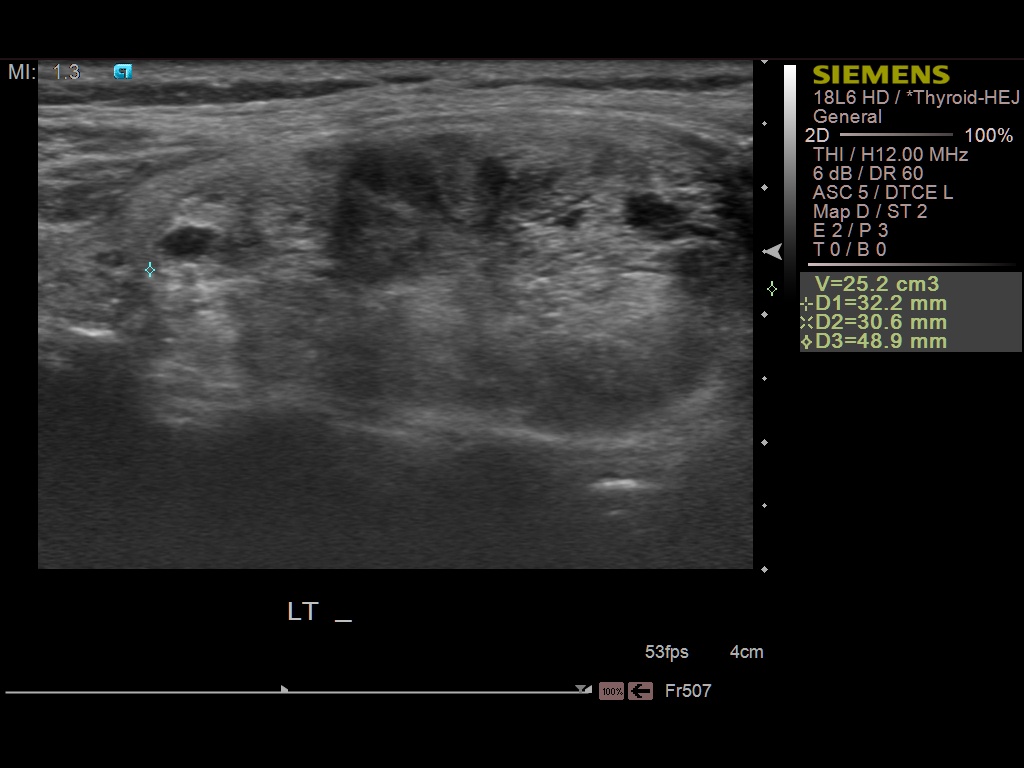 MI: 1.3
SIEMENS
18L6 HD / *Thyroid-HEJ
General
2D 100%
THI / H12.00 MHz
6 dB / DR 60
ASC 5 / DTCE L
Map D / ST 2
E 2 / P 3
T 0 / B 0
V=25.2 cm3
D1=32.2 mm
D2=30.6 mm
D3=48.9 mm
LT _
53fps 4cm
100% Fr507